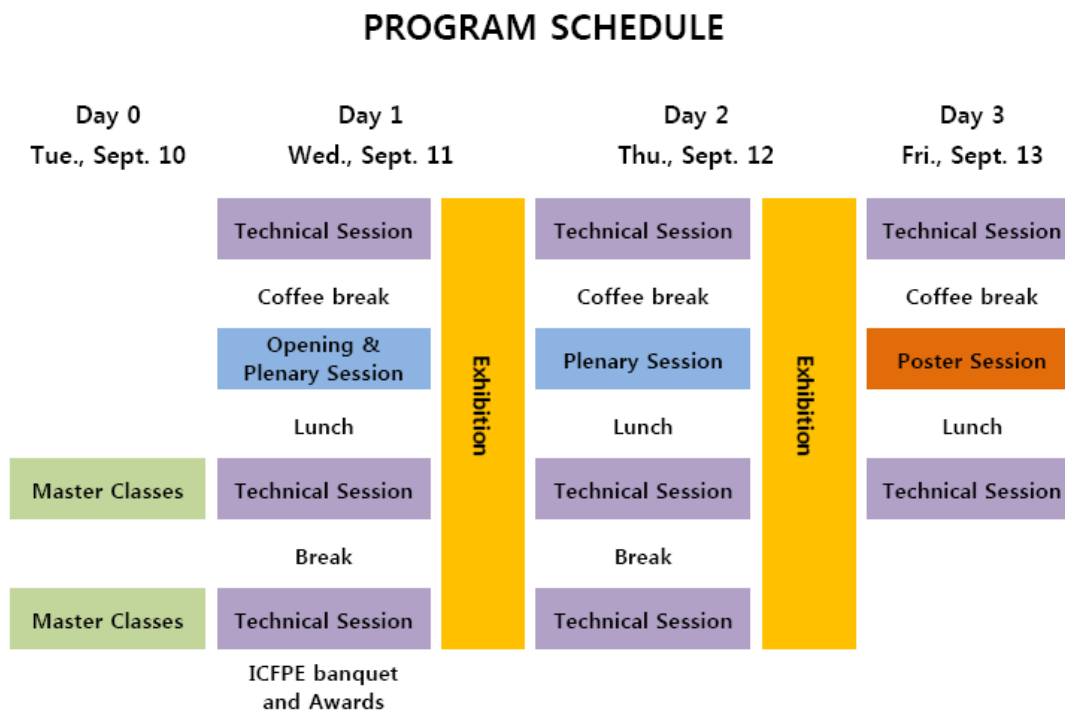 PROGRAM SCHEDULE
Day 0
Day 1
Day 2
Day 3
Tue., Sept. 10
Wed., Sept. 11
Thu., Sept. 12
Fri., Sept. 13
Technical Session
Technical Session
Technical Session
Coffee break
Coffee break
Coffee break
Opening &
Plenary Session
Exhibition
Plenary Session
Exhibition
Poster Session
Lunch
Lunch
Lunch
Master Classes
Technical Session
Technical Session
Technical Session
Break
Break
Master Classes
Technical Session
Technical Session
ICFPE banquet
and Awards